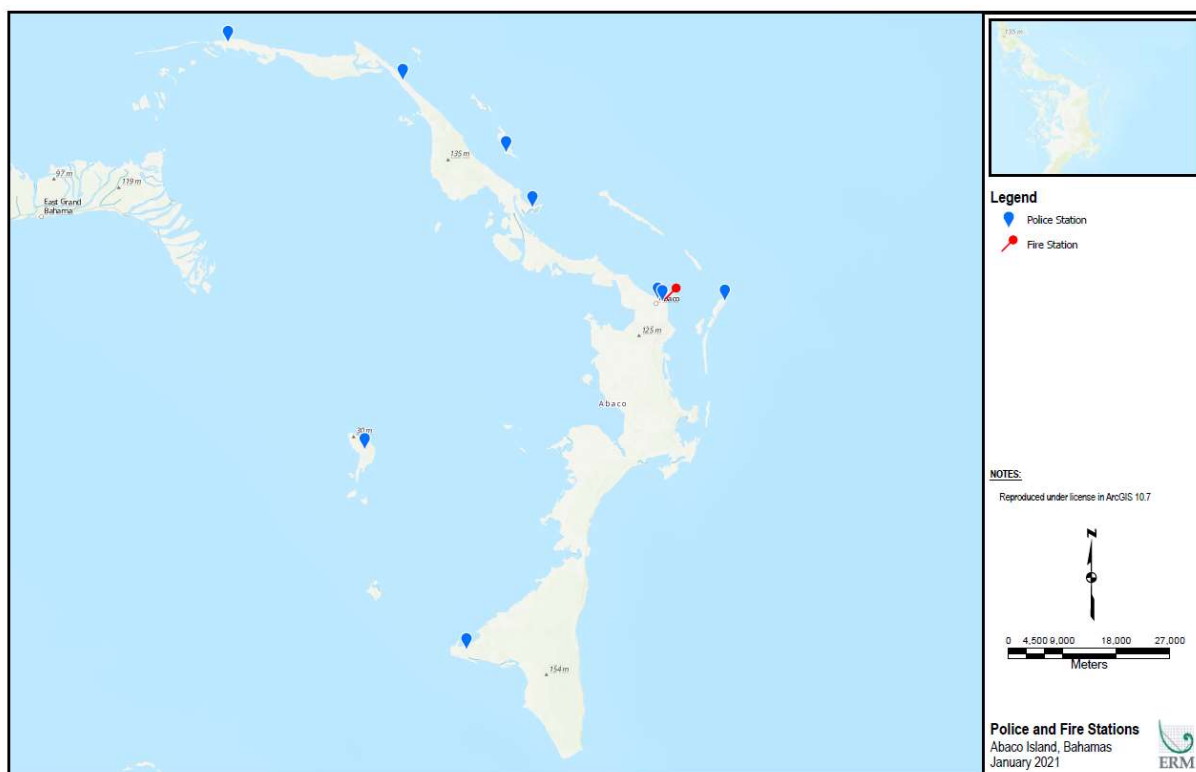 97 m
119 m
East Grand
Bahama
135 m
125 m
Abaco
30 m
154 m
135 m
Legend
Police Station
Fire Station
NOTES:
Reproduced under license in ArcGIS 10.7
N
0 4,500 9,000 18,000 27,000
Meters
Police and Fire Stations
Abaco Island, Bahamas
January 2021
ERM